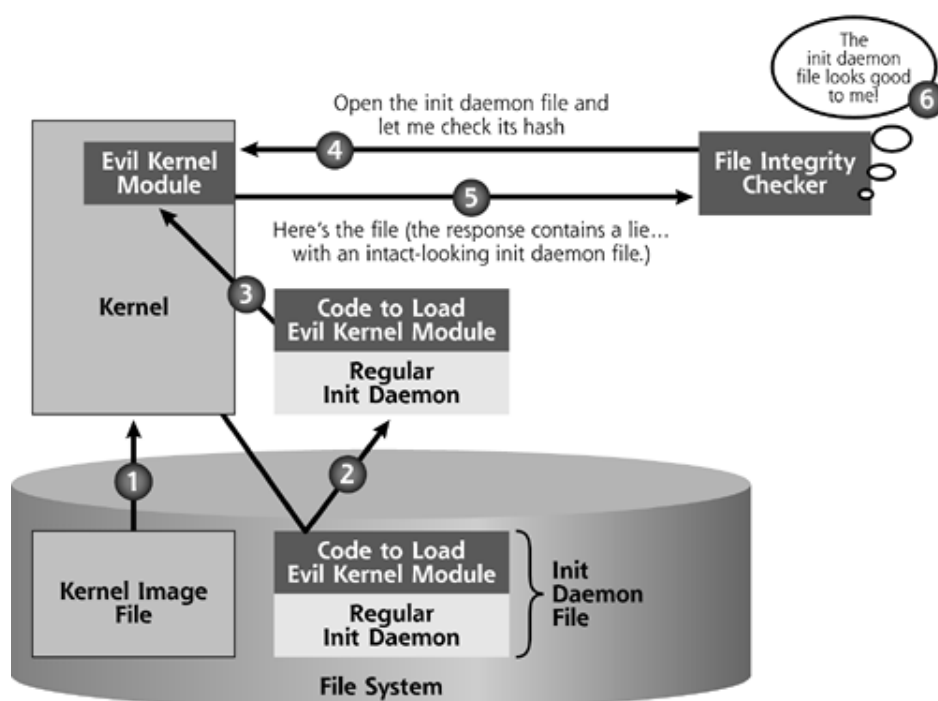 The
init daemon
file looks good
to me!
6
Open the init daemon file and
let me check its hash
4
Evil Kernel
Module
File Integrity
Checker
5
Here's the file (the response contains a lie...
with an intact-looking init daemon file.)
3
Kernel
Code to Load
Evil Kernel Module
Regular
Init Daemon
1
2
Kernel Image
File
Code to Load
Evil Kernel Module
Regular
Init Daemon
Init
Daemon
File
File System